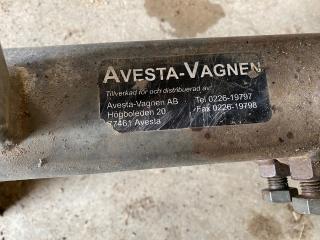 AVESTA-VAGNEN
Tillverkad för och distribuerad av:
Avesta-Vagnen AB Tel 0226-19797
Högboleden 20 Fax 0226-19798
77461 Avesta